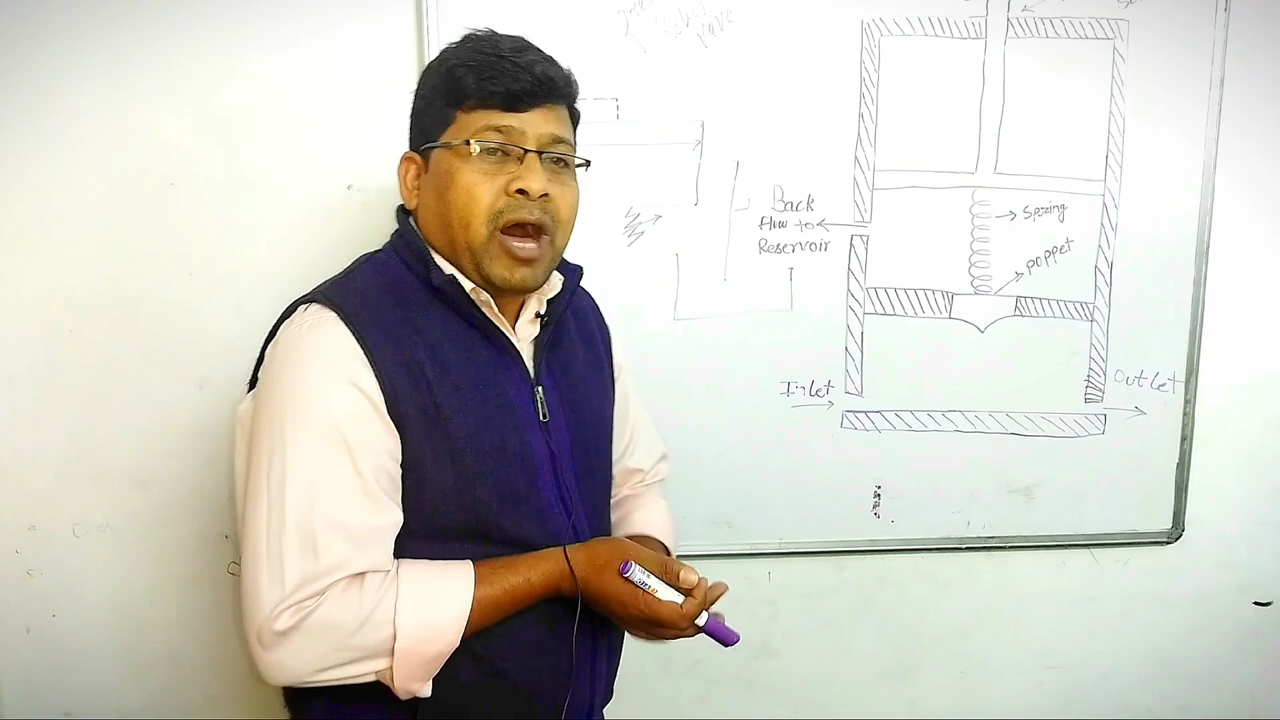 Back
flow to
Reservoir
Spring
poppet
Inlet
Outlet